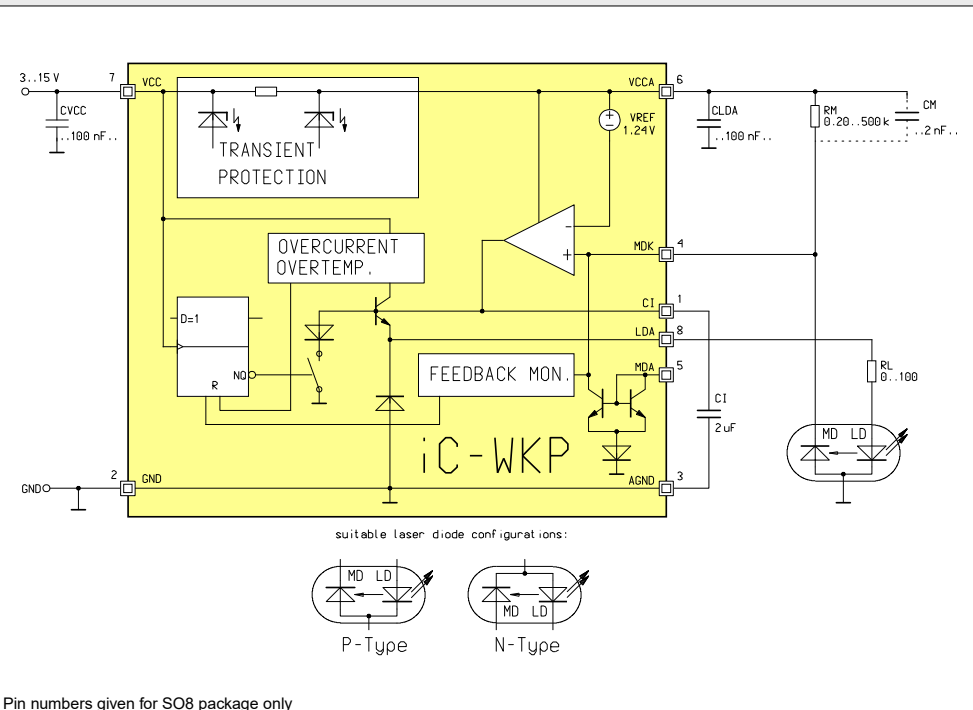 3..15 V
7
VCC
VCCA
6
CVCC
..100 nF..
TRANSIENT
PROTECTION
VREF
1.24V
CLDA
..100 nF..
RM
0.20..500k
CM
..2 nF..
OVERCURRENT
OVERTEMP.
MDK
4
CI
1
LDA
8
D=1
NQ
R
FEEDBACK MON.
MDA
5
RL
0..100
CI
2uF
MD LD
iC-WKP
2
GND
GND
AGND
3
suitable laser diode configurations:
MD LD
MD LD
P-Type
N-Type
Pin numbers given for SO8 package only